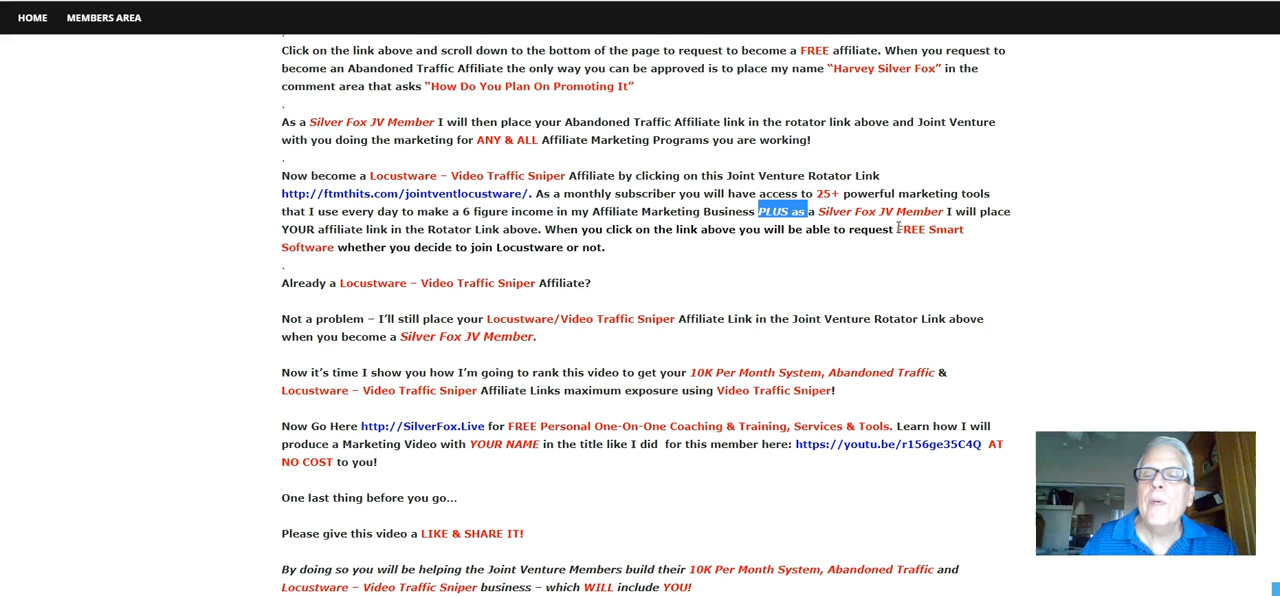 HOME MEMBERS AREA
.
Click on the link above and scroll down to the bottom of the page to request to become a FREE affiliate. When you request to
become an Abandoned Traffic Affiliate the only way you can be approved is to place my name “Harvey Silver Fox” in the
comment area that asks “How Do You Plan On Promoting It”
.
As a Silver Fox JV Member I will then place your Abandoned Traffic Affiliate link in the rotator link above and Joint Venture
with you doing the marketing for ANY & ALL Affiliate Marketing Programs you are working!
.
Now become a Locustware – Video Traffic Sniper Affiliate by clicking on this Joint Venture Rotator Link
http://ftmthits.com/jointventlocustware/. As a monthly subscriber you will have access to 25+ powerful marketing tools
that I use every day to make a 6 figure income in my Affiliate Marketing Business PLUS as a Silver Fox JV Member I will place
YOUR affiliate link in the Rotator Link above. When you click on the link above you will be able to request FREE Smart
Software whether you decide to join Locustware or not.
.
Already a Locustware – Video Traffic Sniper Affiliate?
Not a problem – I’ll still place your Locustware/Video Traffic Sniper Affiliate Link in the Joint Venture Rotator Link above
when you become a Silver Fox JV Member.
Now it’s time I show you how I’m going to rank this video to get your 10K Per Month System, Abandoned Traffic &
Locustware – Video Traffic Sniper Affiliate Links maximum exposure using Video Traffic Sniper!
Now Go Here http://SilverFox.Live for FREE Personal One-On-One Coaching & Training, Services & Tools. Learn how I will
produce a Marketing Video with YOUR NAME in the title like I did for this member here: https://youtu.be/r156ge35C4Q AT
NO COST to you!
One last thing before you go…
Please give this video a LIKE & SHARE IT!
By doing so you will be helping the Joint Venture Members build their 10K Per Month System, Abandoned Traffic and
Locustware – Video Traffic Sniper business – which WILL include YOU!